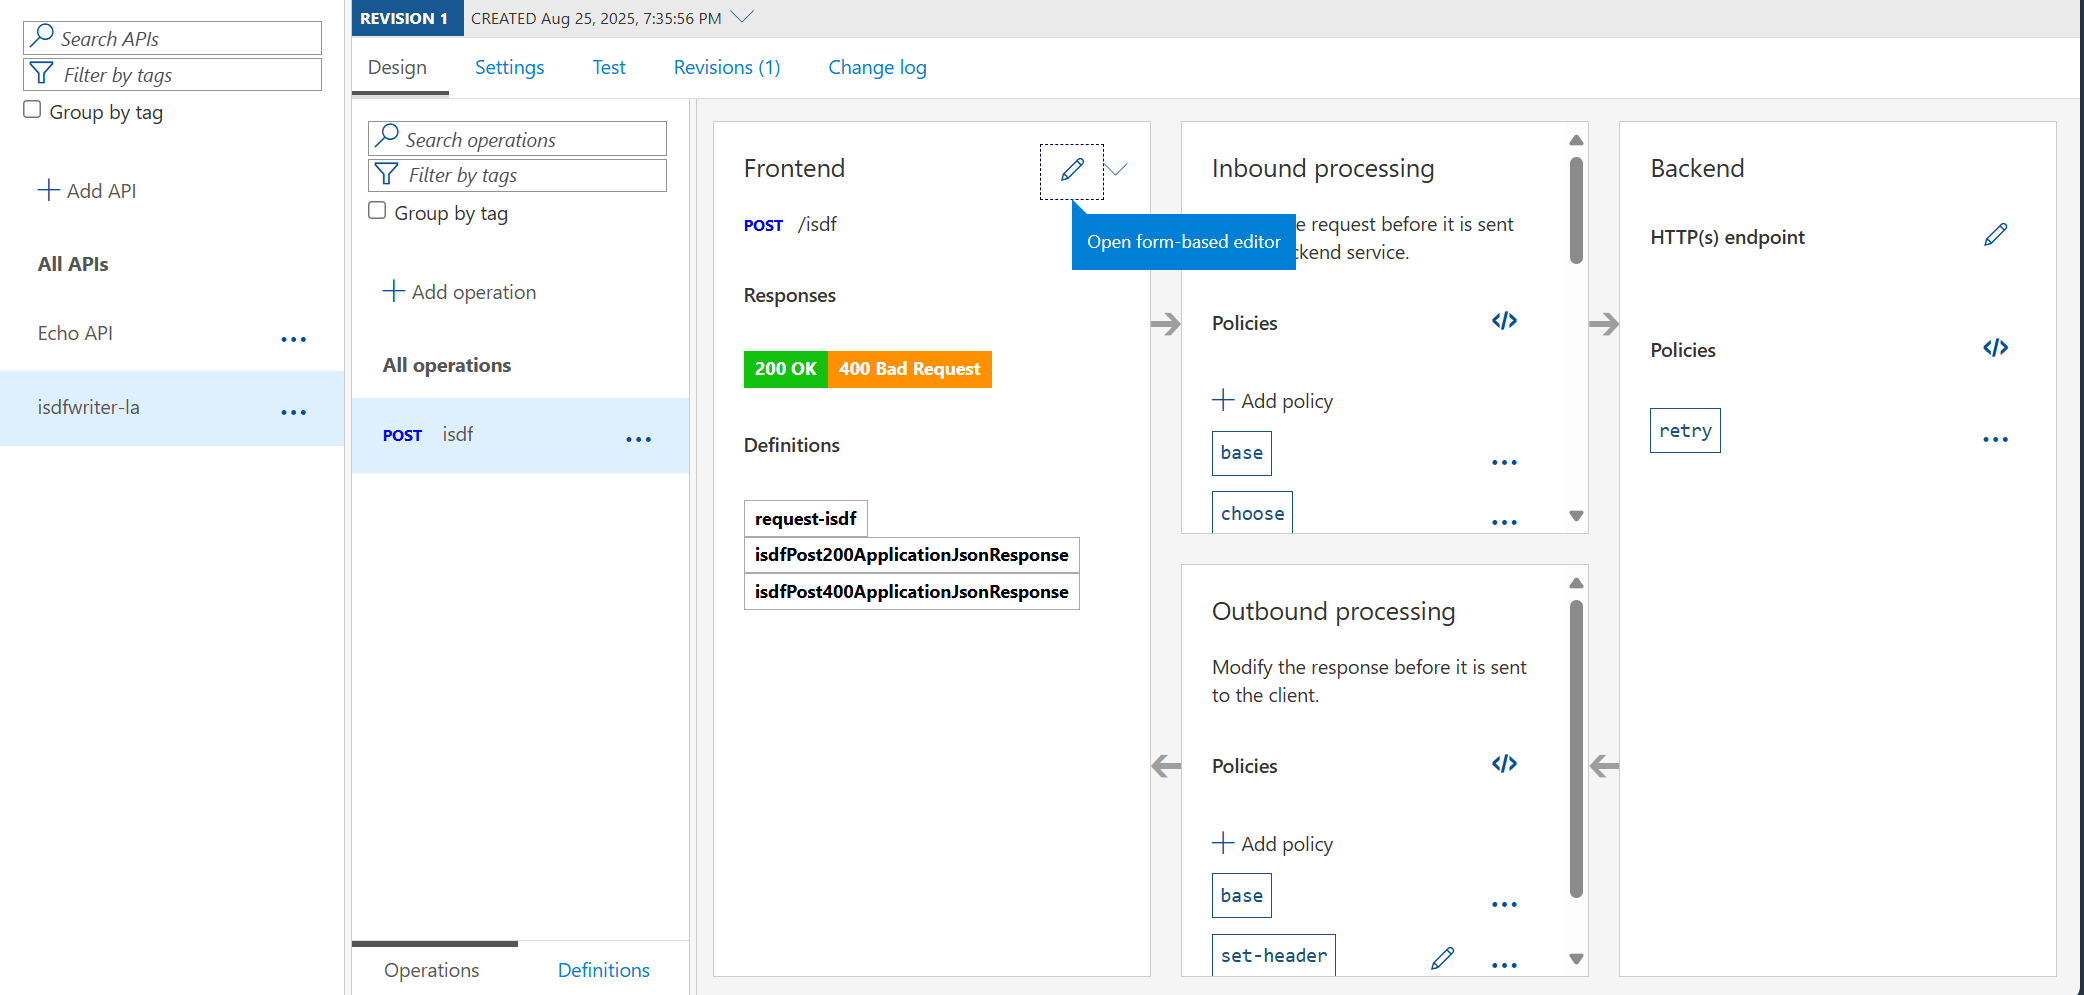 Search APIs
Filter by tags
Group by tag
Add API
All APIs
Echo API
isdfwriter-la
REVISION 1 CREATED Aug 25, 2025, 7:35:56 PM
Design Settings Test Revisions (1) Change log
Search operations
Filter by tags
Group by tag
Add operation
All operations
POST isdf
Operations Definitions
Frontend
POST /isdf
Open form-based editor
Responses
200 OK 400 Bad Request
Definitions
request-isdf
isdfPost200ApplicationJsonResponse
isdfPost400ApplicationJsonResponse
Inbound processing
request before it is sent
service.
Policies
Add policy
base
choose
Outbound processing
Modify the response before it is sent
to the client.
Policies
Add policy
base
set-header
Backend
HTTP(s) endpoint
Policies
retry